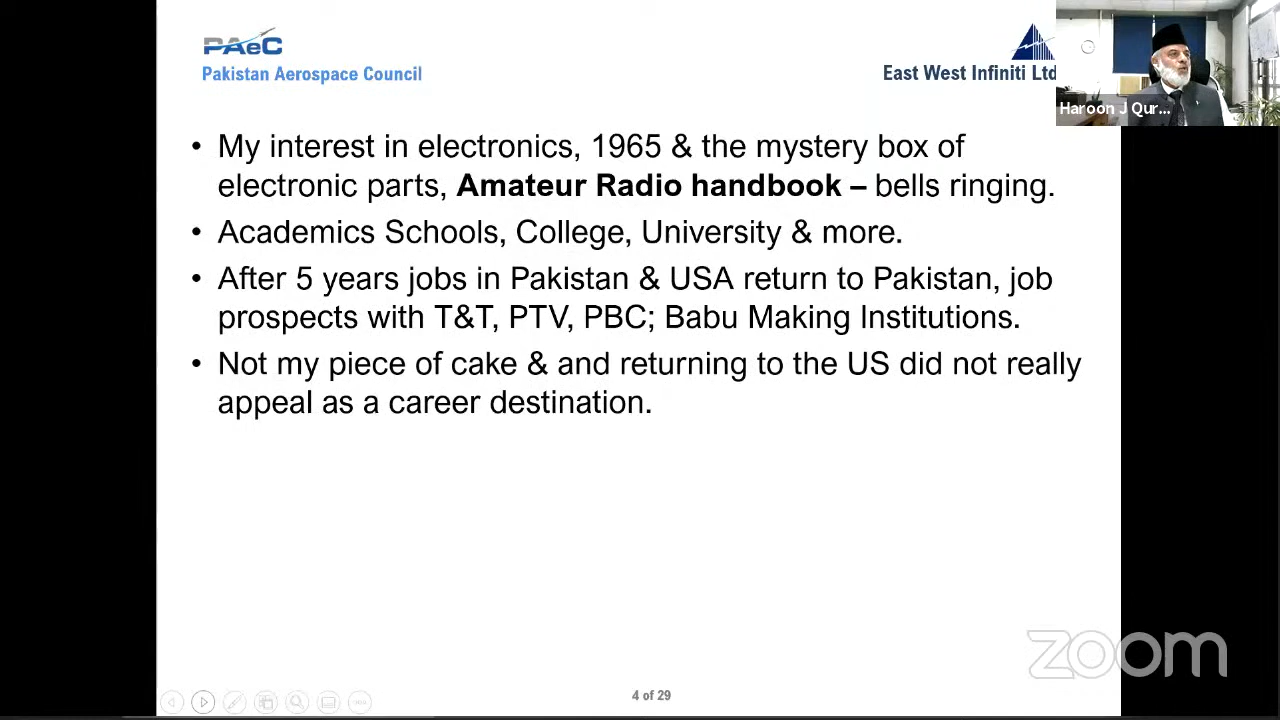 PAeC
Pakistan Aerospace Council
East West Infiniti Ltd
Haroon J Qur...
• My interest in electronics, 1965 & the mystery box of
electronic parts, Amateur Radio handbook – bells ringing.
• Academics Schools, College, University & more.
• After 5 years jobs in Pakistan & USA return to Pakistan, job
prospects with T&T, PTV, PBC; Babu Making Institutions.
• Not my piece of cake & and returning to the US did not really
appeal as a career destination.
zoom
4 of 29